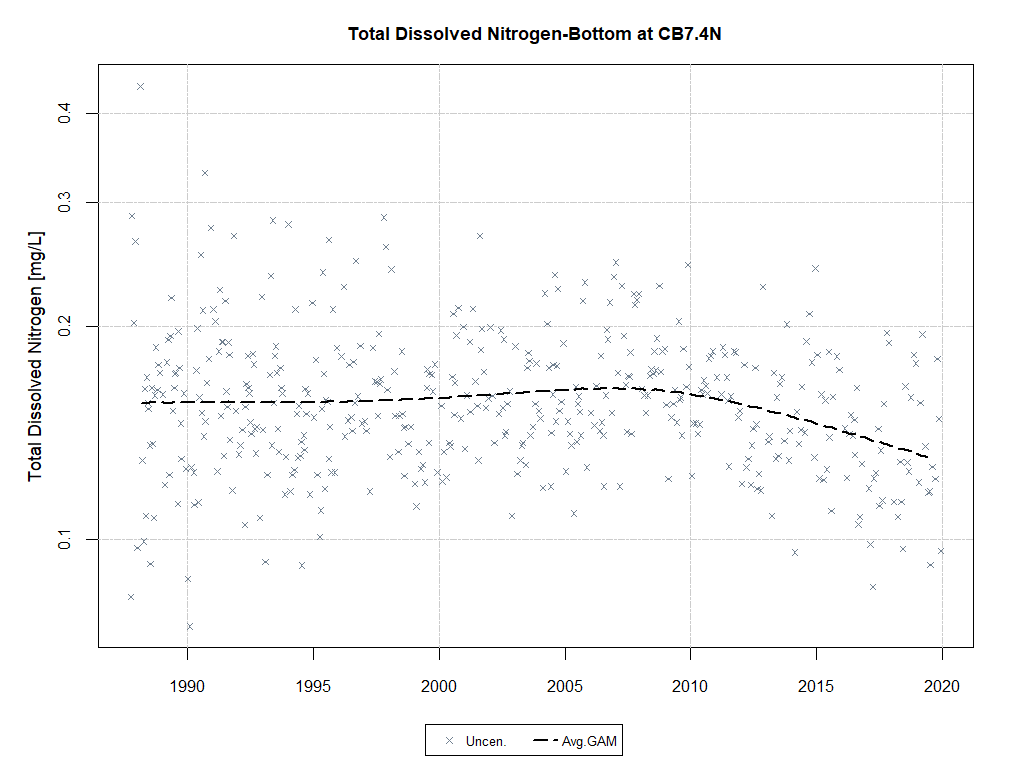 Total Dissolved Nitrogen-Bottom at CB7.4N
Total Dissolved Nitrogen [mg/L]
0.4
0.3
0.2
0.1
1990 1995 2000 2005 2010 2015 2020
Uncen. Avg.GAM